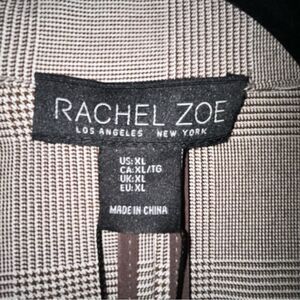 RACHEL ZOE
LOS ANGELES NEW YORK
US:XL
CA:XL/TG
UK:XL
EU:XL
MADE IN CHINA